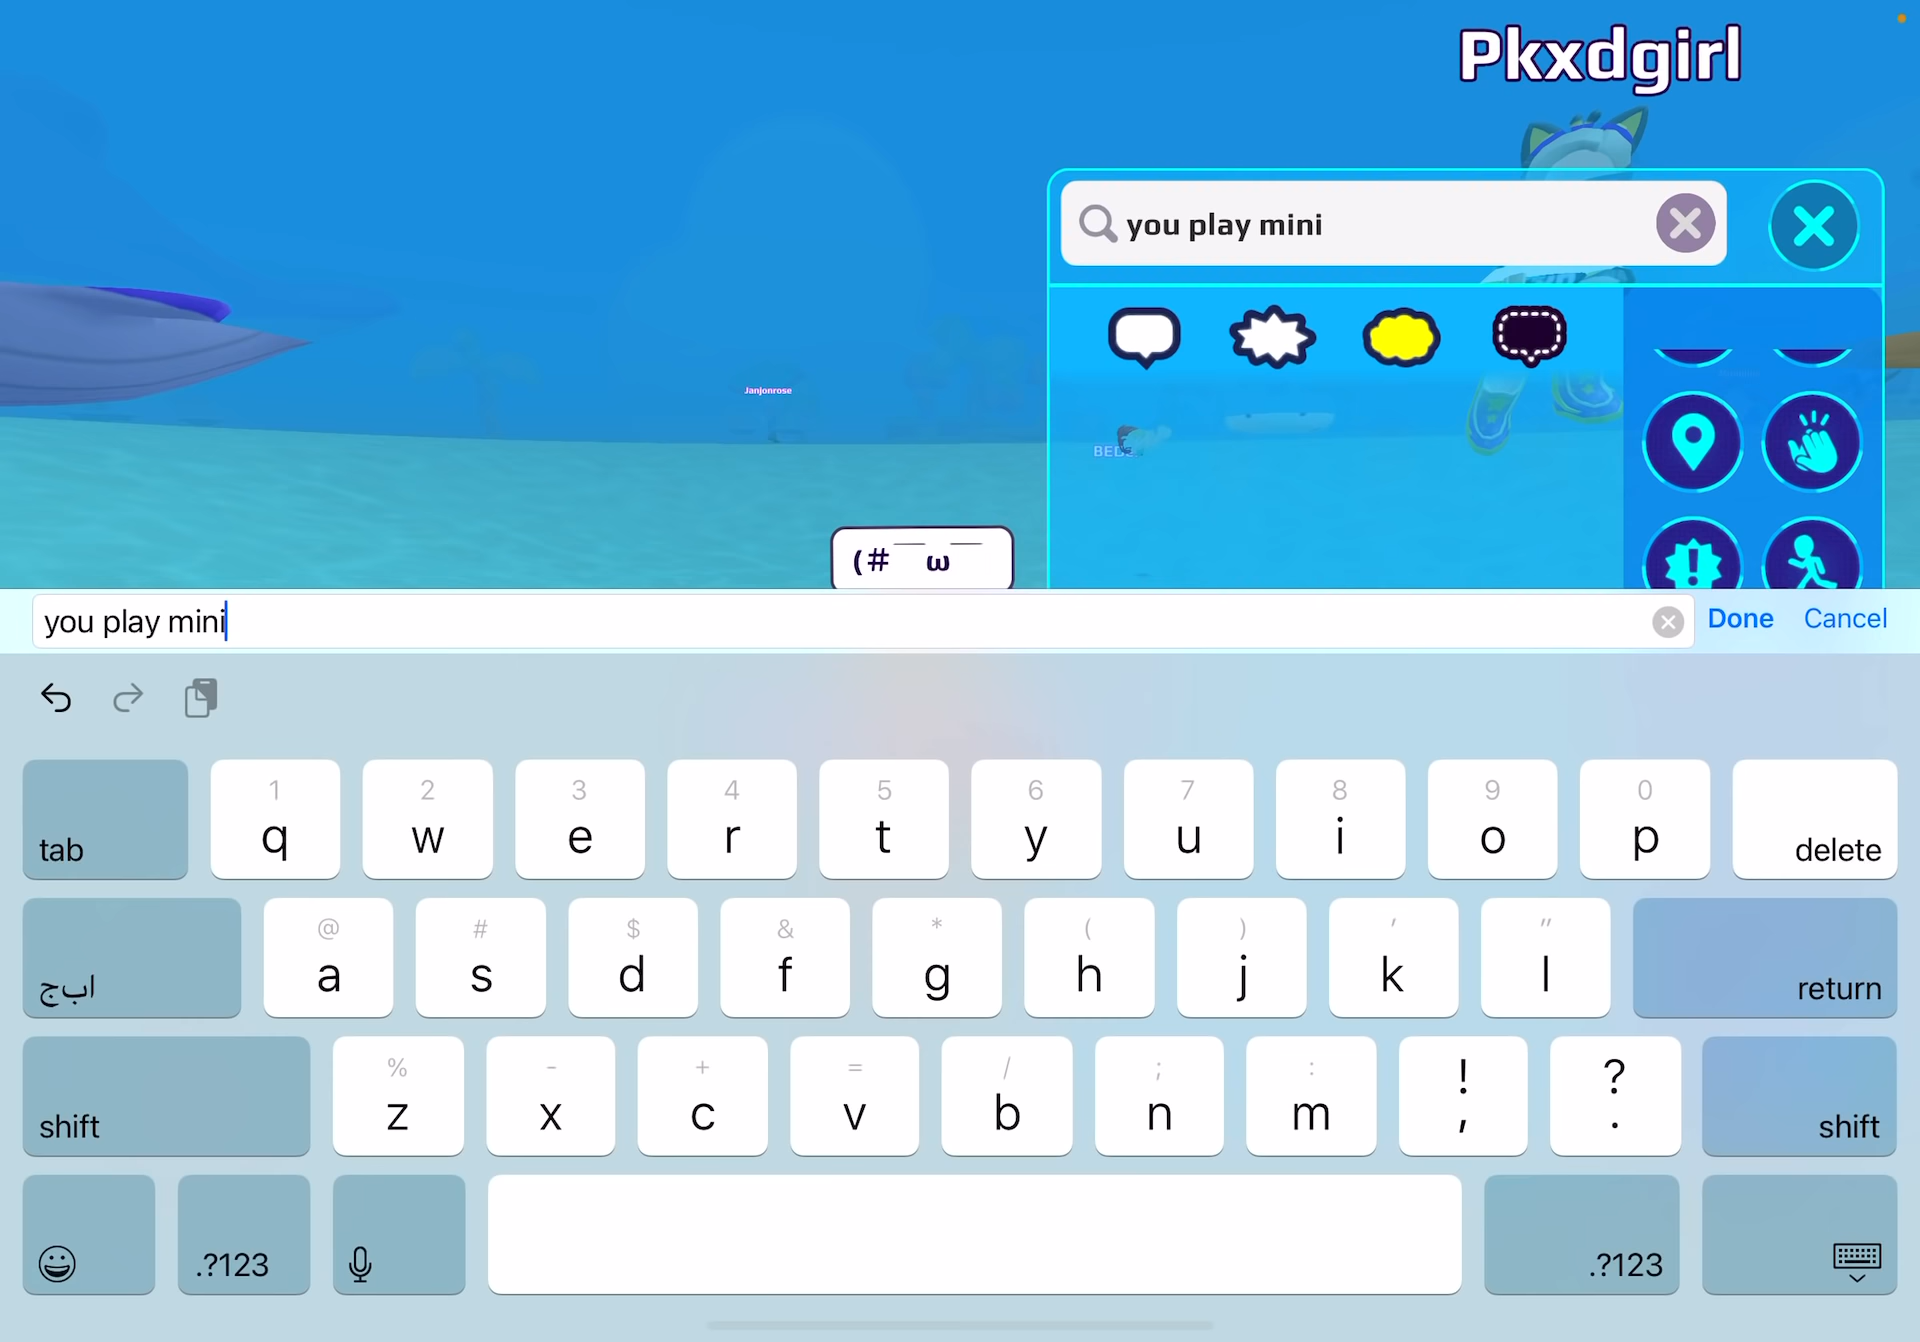 Pkxdgirl
you play mini
Janjonrose
(# ¯ ω ¯
you play mini
Done
Cancel
1 2 3 4 5 6 7 8 9 0
tab q w e r t y u i o p delete
@ # $ & * ( ) ' "
ابج a s d f g h j k l return
% - + = / ; : ! ?
shift z x c v b n m , . shift
.?123 .?123